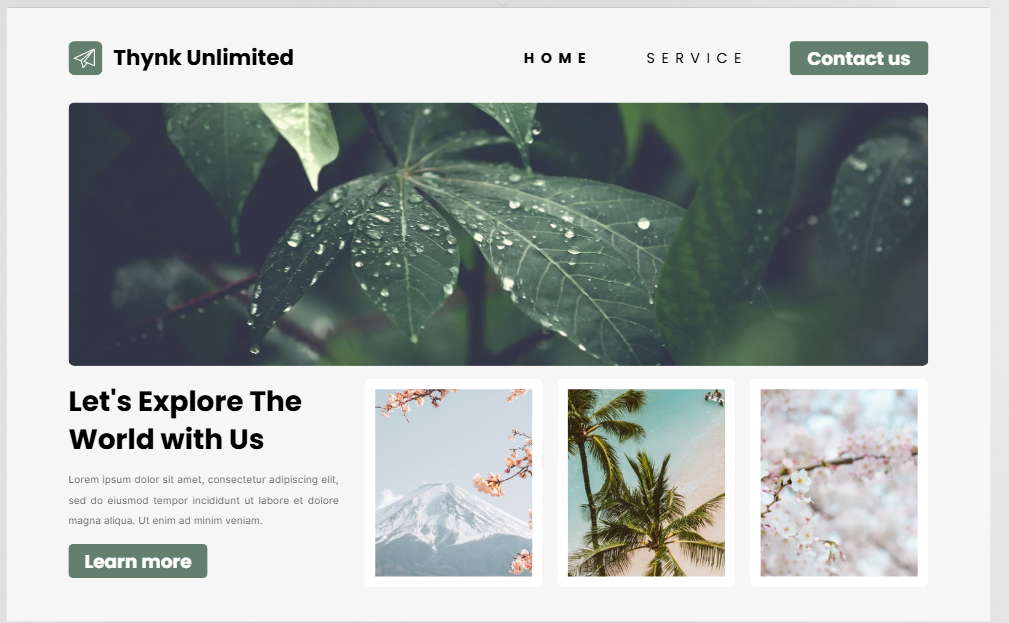 Thynk Unlimited
HOME
SERVICE
Contact us
Let's Explore The
World with Us
Lorem ipsum dolor sit amet, consectetur adipiscing elit,
sed do eiusmod tempor incididunt ut labore et dolore
magna aliqua. Ut enim ad minim veniam.
Learn more